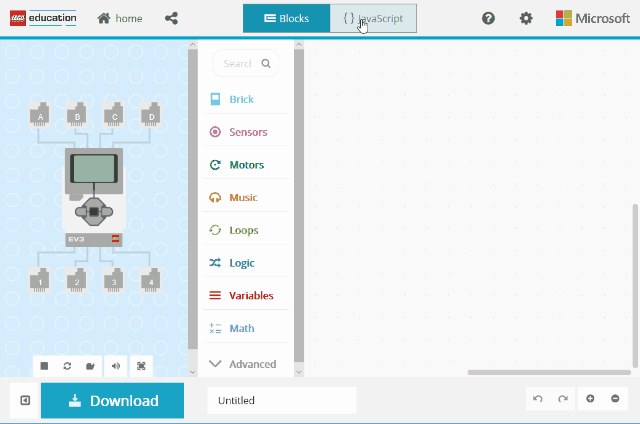 LEGO education
home
Blocks
{ } JavaScript
Microsoft
Search
A B C D
EV3
1 2 3 4
Brick
Sensors
Motors
Music
Loops
Logic
Variables
Math
Advanced
Download
Untitled